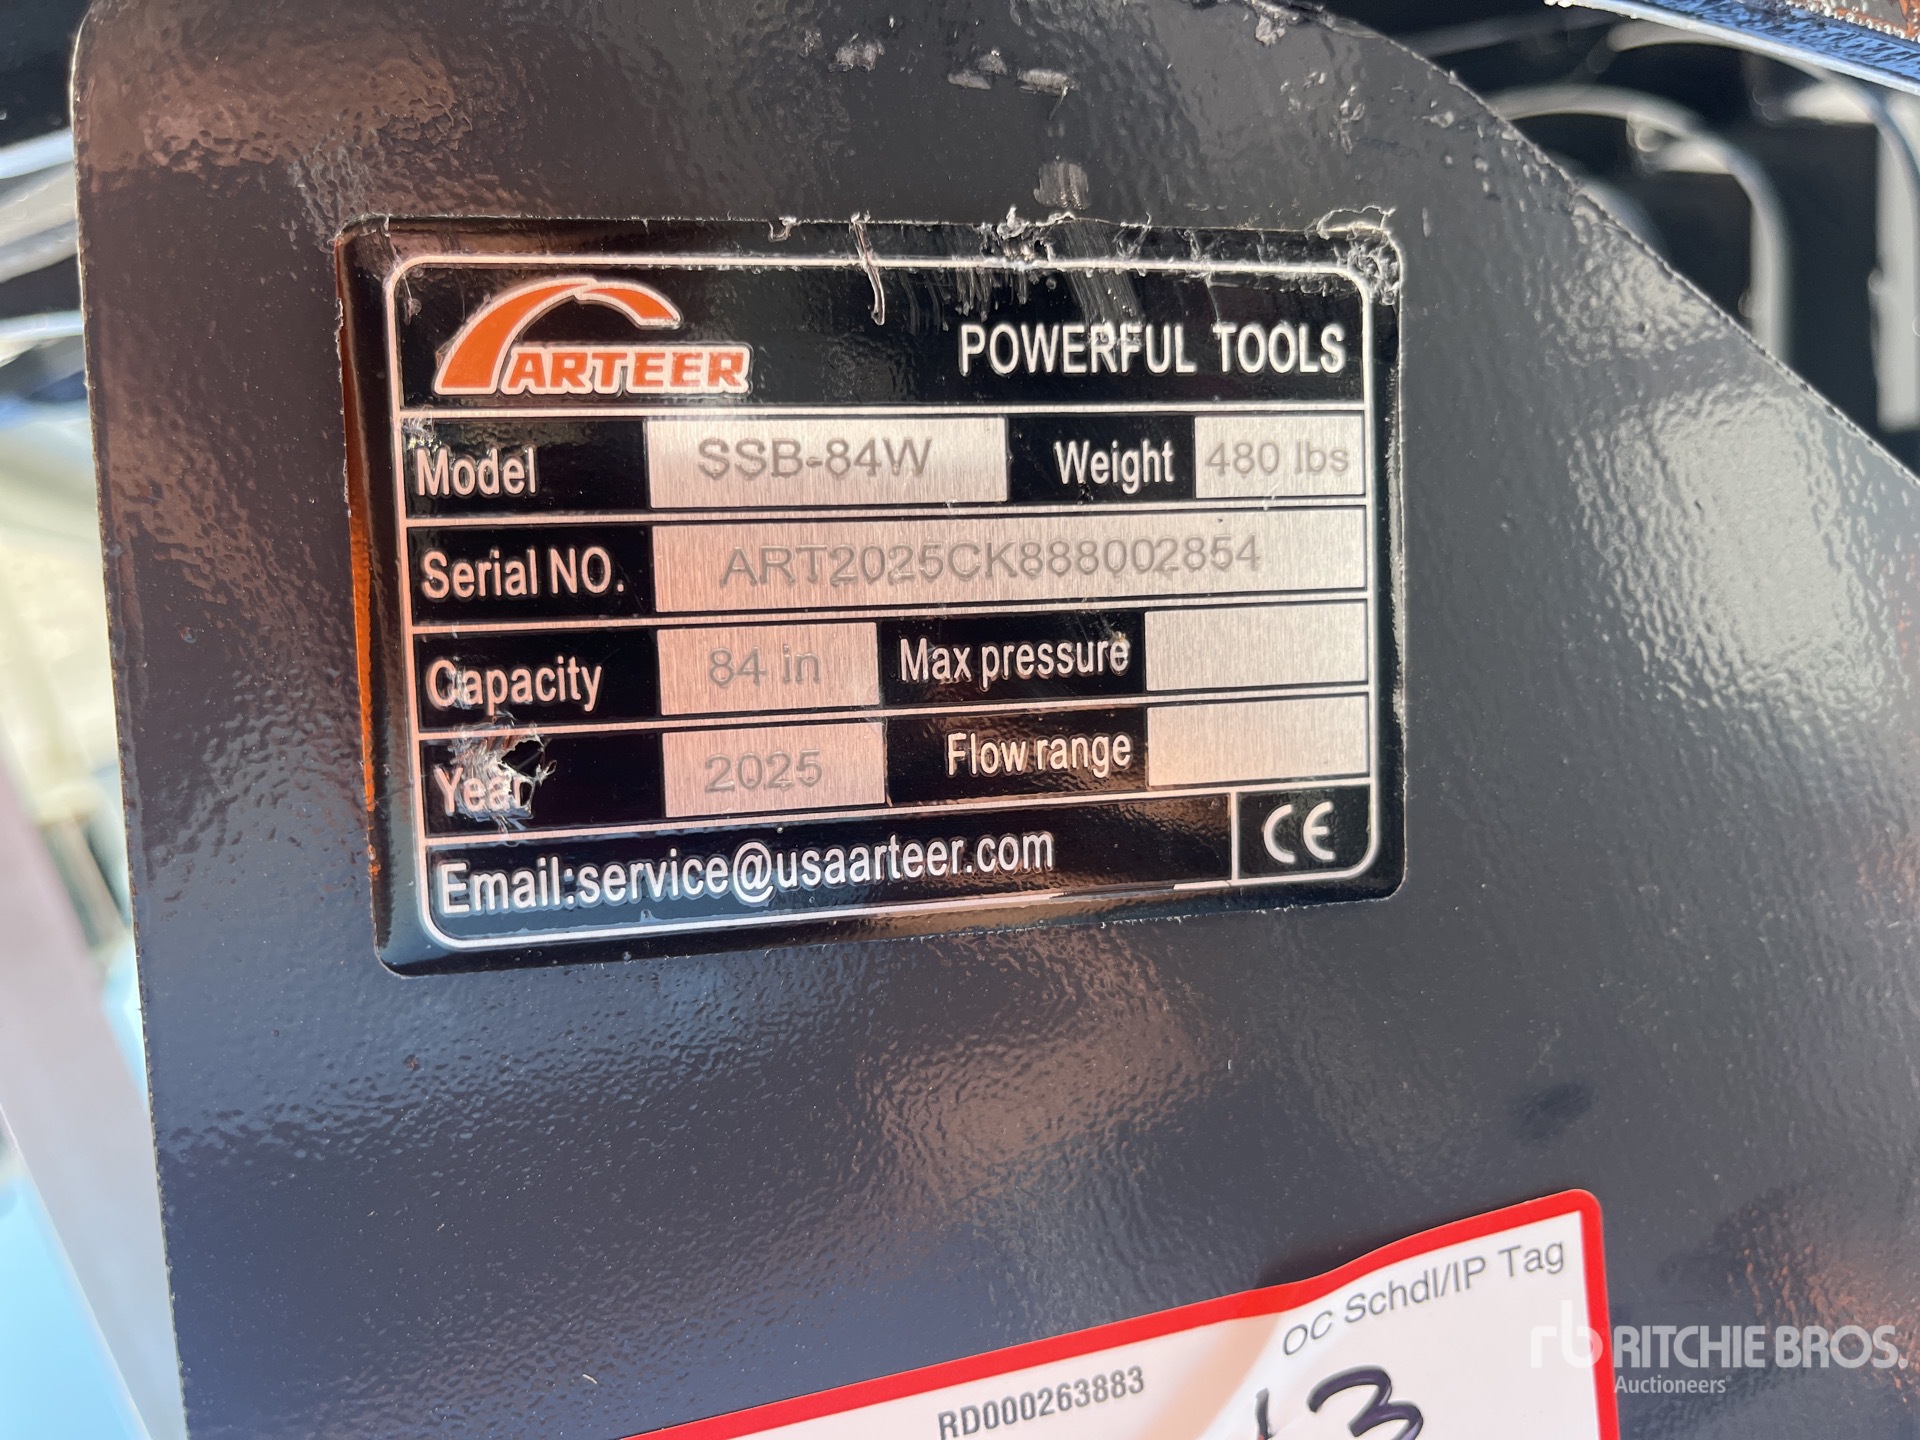 ARTEER POWERFUL TOOLS
Model SSB-84W Weight 480 lbs
Serial NO. ART2025CK888002854
Capacity 84 in Max pressure
Year 2025 Flow range
Email:service@usaarteer.com CE
OC Schdl/IP Tag
RD000263883
rb RITCHIE BROS.
Auctioneers